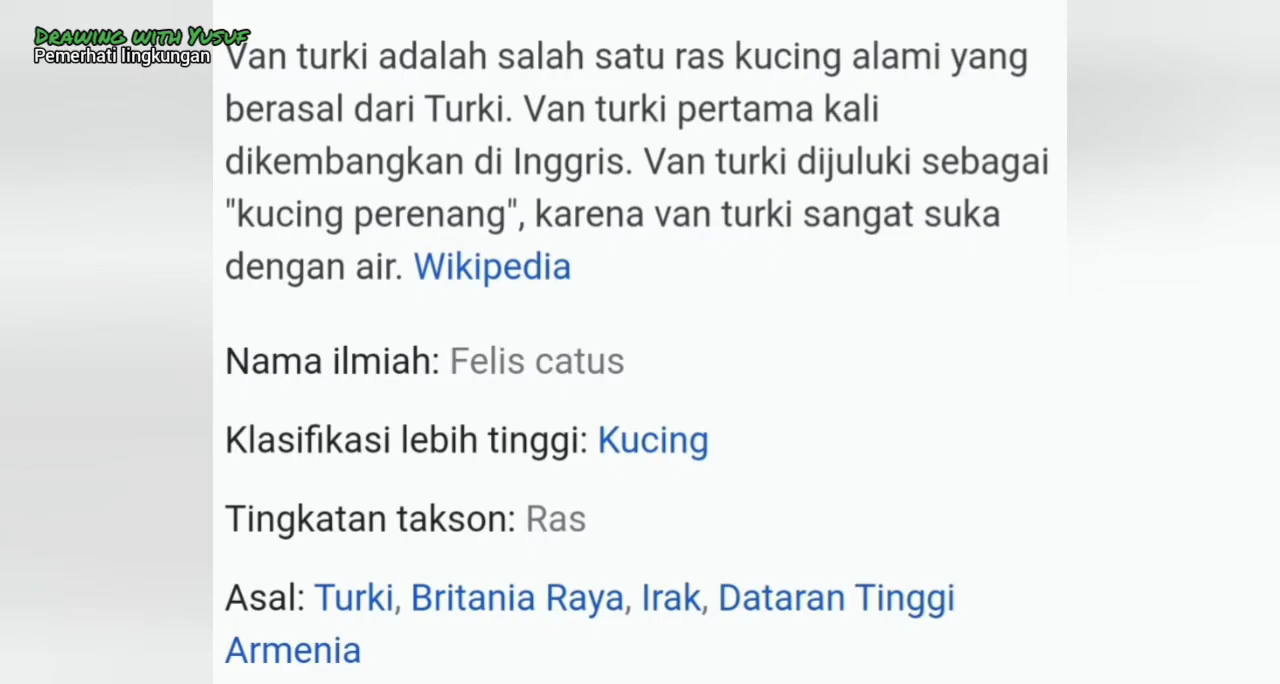 Drawing with Yusuf
Pemerhati lingkungan
Van turki adalah salah satu ras kucing alami yang
berasal dari Turki. Van turki pertama kali
dikembangkan di Inggris. Van turki dijuluki sebagai
"kucing perenang", karena van turki sangat suka
dengan air. Wikipedia
Nama ilmiah: Felis catus
Klasifikasi lebih tinggi: Kucing
Tingkatan takson: Ras
Asal: Turki, Britania Raya, Irak, Dataran Tinggi
Armenia